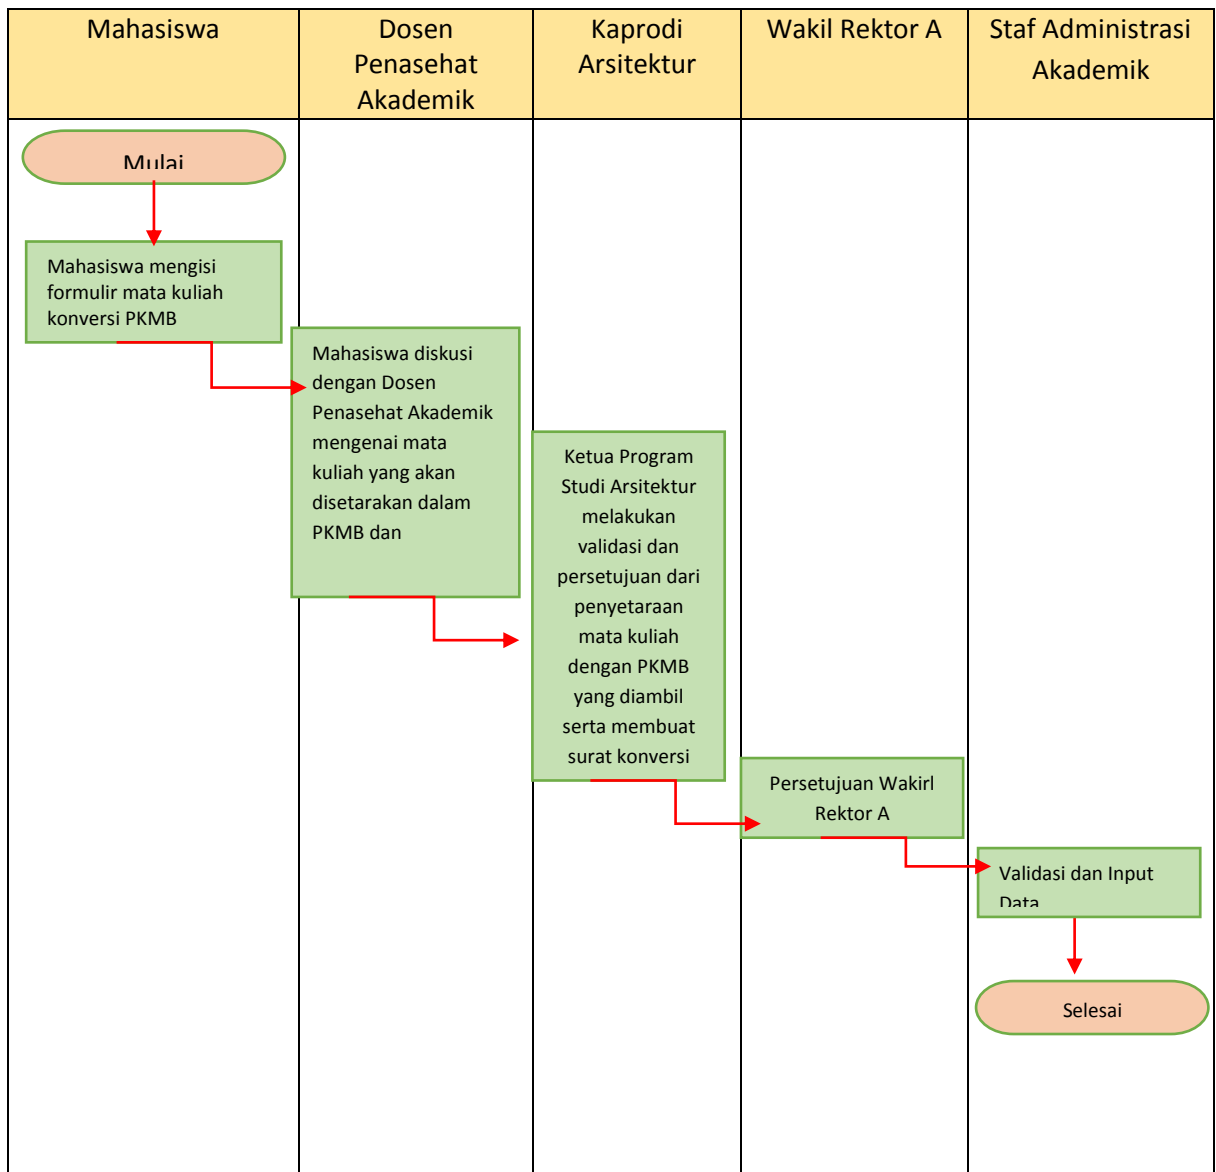 Mahasiswa
Dosen
Penasehat
Akademik
Kaprodi
Arsitektur
Wakil Rektor A
Staf Administrasi
Akademik
Mulai
Mahasiswa mengisi
formulir mata kuliah
konversi PKMB
Mahasiswa diskusi
dengan Dosen
Penasehat Akademik
mengenai mata
kuliah yang akan
disetarakan dalam
PKMB dan
Ketua Program
Studi Arsitektur
melakukan
validasi dan
persetujuan dari
penyetaraan
mata kuliah
dengan PKMB
yang diambil
serta membuat
surat konversi
Persetujuan Wakirl
Rektor A
Validasi dan Input
Data
Selesai